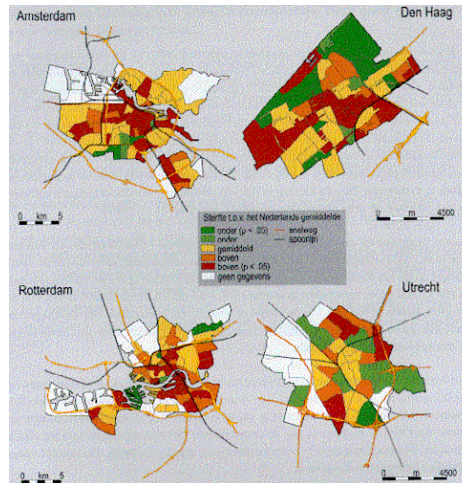 Amsterdam
Den Haag
0 km 5
0 m 4500
Sterfte t.o.v. het Nederlands gemiddelde
onder (p < .05)
onder
gemiddeld
boven
boven (p < .05)
geen gegevens
snelweg
spoorlijn
Rotterdam
Utrecht
0 km 5
0 m 4500